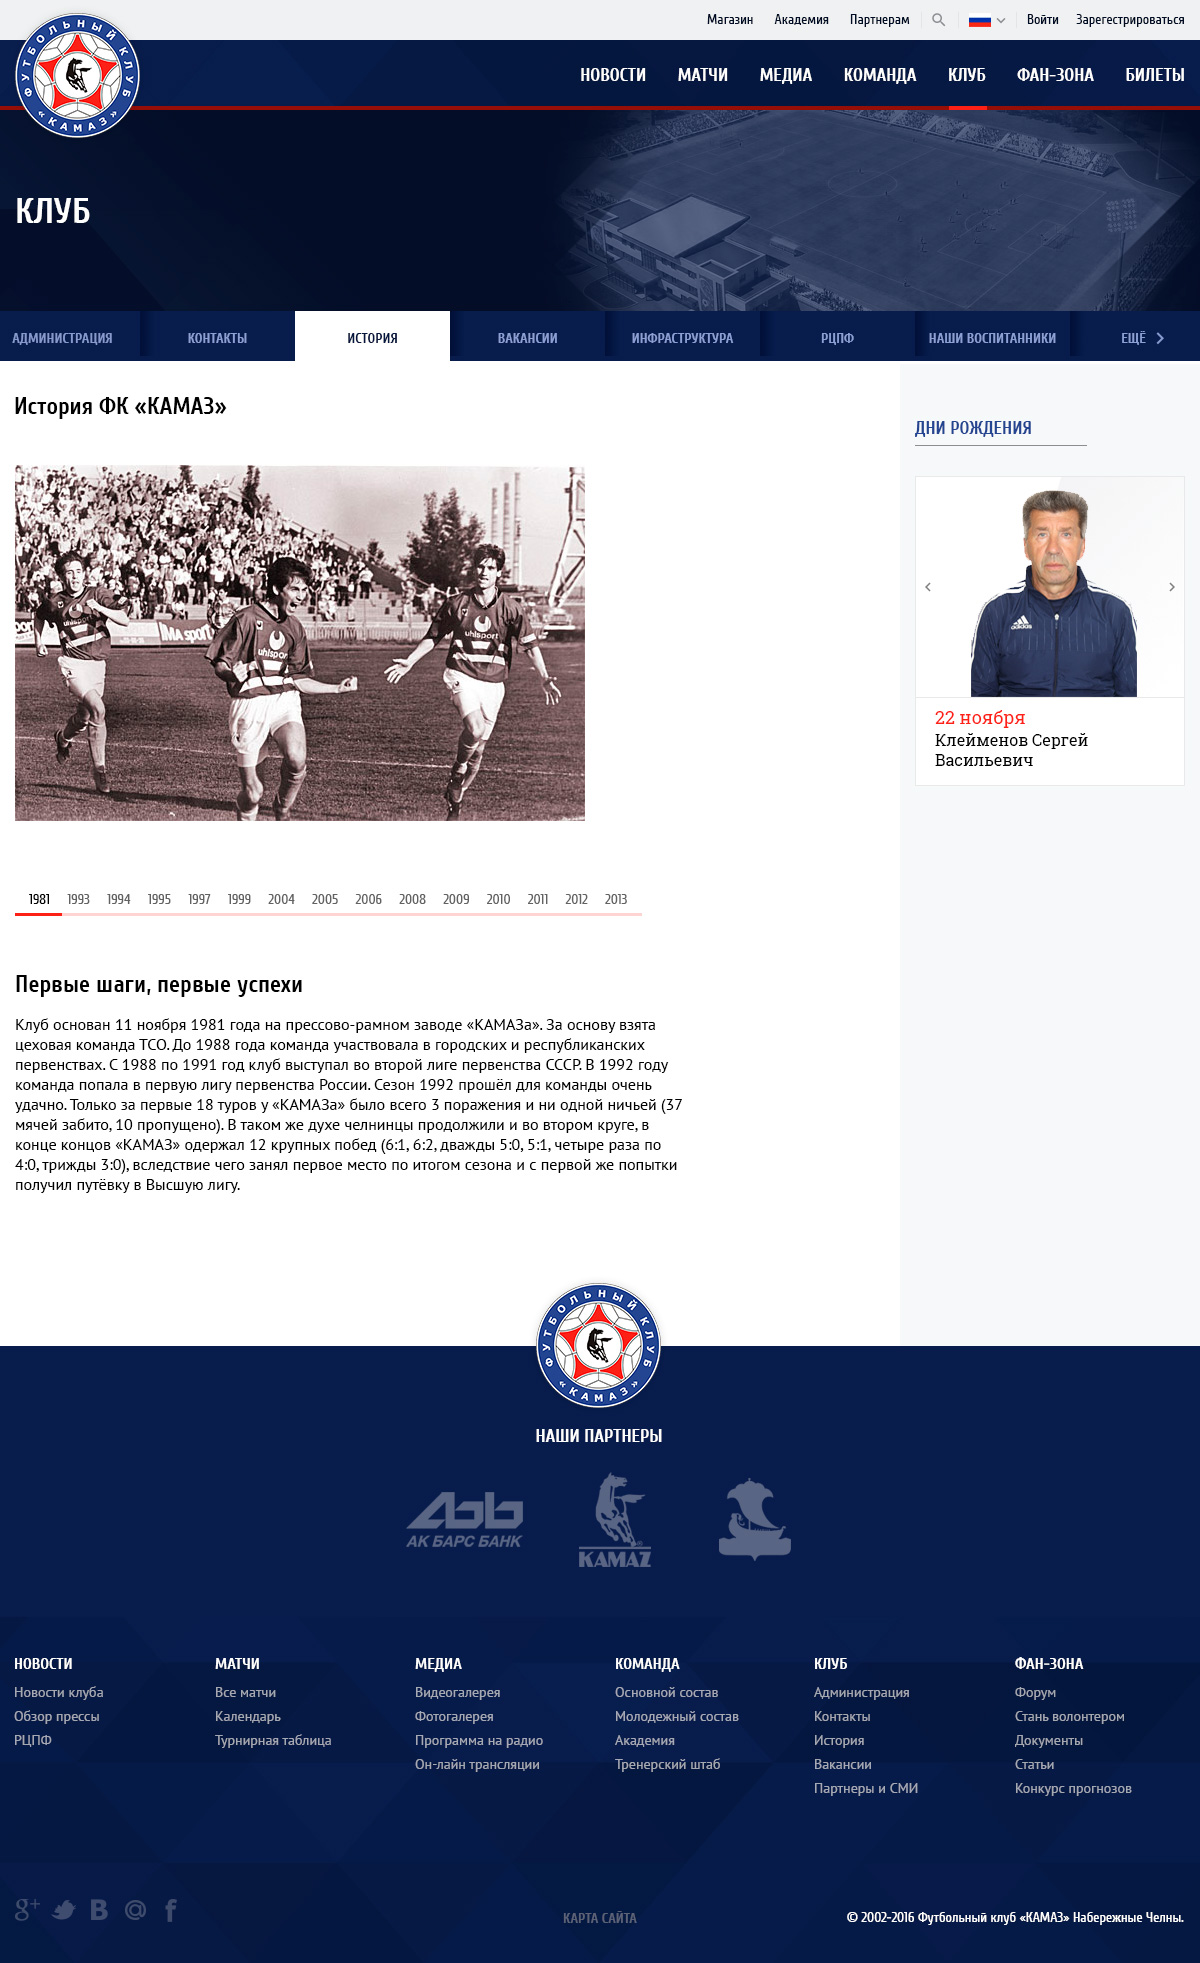 Магазин Академия Партнерам Войти Зарегестрироваться
ФУТБОЛЬНЫЙ КЛУБ «КАМАЗ»
НОВОСТИ МАТЧИ МЕДИА КОМАНДА КЛУБ ФАН-ЗОНА БИЛЕТЫ
КЛУБ
АДМИНИСТРАЦИЯ КОНТАКТЫ ИСТОРИЯ ВАКАНСИИ ИНФРАСТРУКТУРА РЦПФ НАШИ ВОСПИТАННИКИ ЕЩЁ
История ФК «КАМАЗ»
uhlsport
uhlsport
uhlsport
IMA sport
ДНИ РОЖДЕНИЯ
adidas
22 ноября
Клейменов Сергей
Васильевич
1981 1993 1994 1995 1997 1999 2004 2005 2006 2008 2009 2010 2011 2012 2013
Первые шаги, первые успехи
Клуб основан 11 ноября 1981 года на прессово-рамном заводе «КАМАЗа». За основу взята
цеховая команда ТСО. До 1988 года команда участвовала в городских и республиканских
первенствах. С 1988 по 1991 год клуб выступал во второй лиге первенства СССР. В 1992 году
команда попала в первую лигу первенства России. Сезон 1992 прошёл для команды очень
удачно. Только за первые 18 туров у «КАМАЗа» было всего 3 поражения и ни одной ничьей (37
мячей забито, 10 пропущено). В таком же духе челнинцы продолжили и во втором круге, в
конце концов «КАМАЗ» одержал 12 крупных побед (6:1, 6:2, дважды 5:0, 5:1, четыре раза по
4:0, трижды 3:0), вследствие чего занял первое место по итогом сезона и с первой же попытки
получил путёвку в Высшую лигу.
ФУТБОЛЬНЫЙ КЛУБ «КАМАЗ»
НАШИ ПАРТНЕРЫ
АК БАРС БАНК
KAMAZ
НОВОСТИ
Новости клуба
Обзор прессы
РЦПФ
МАТЧИ
Все матчи
Календарь
Турнирная таблица
МЕДИА
Видеогалерея
Фотогалерея
Программа на радио
Он-лайн трансляции
КОМАНДА
Основной состав
Молодежный состав
Академия
Тренерский штаб
КЛУБ
Администрация
Контакты
История
Вакансии
Партнеры и СМИ
ФАН-ЗОНА
Форум
Стань волонтером
Документы
Статьи
Конкурс прогнозов
g+ B @ f
КАРТА САЙТА
© 2002-2016 Футбольный клуб «КАМАЗ» Набережные Челны.